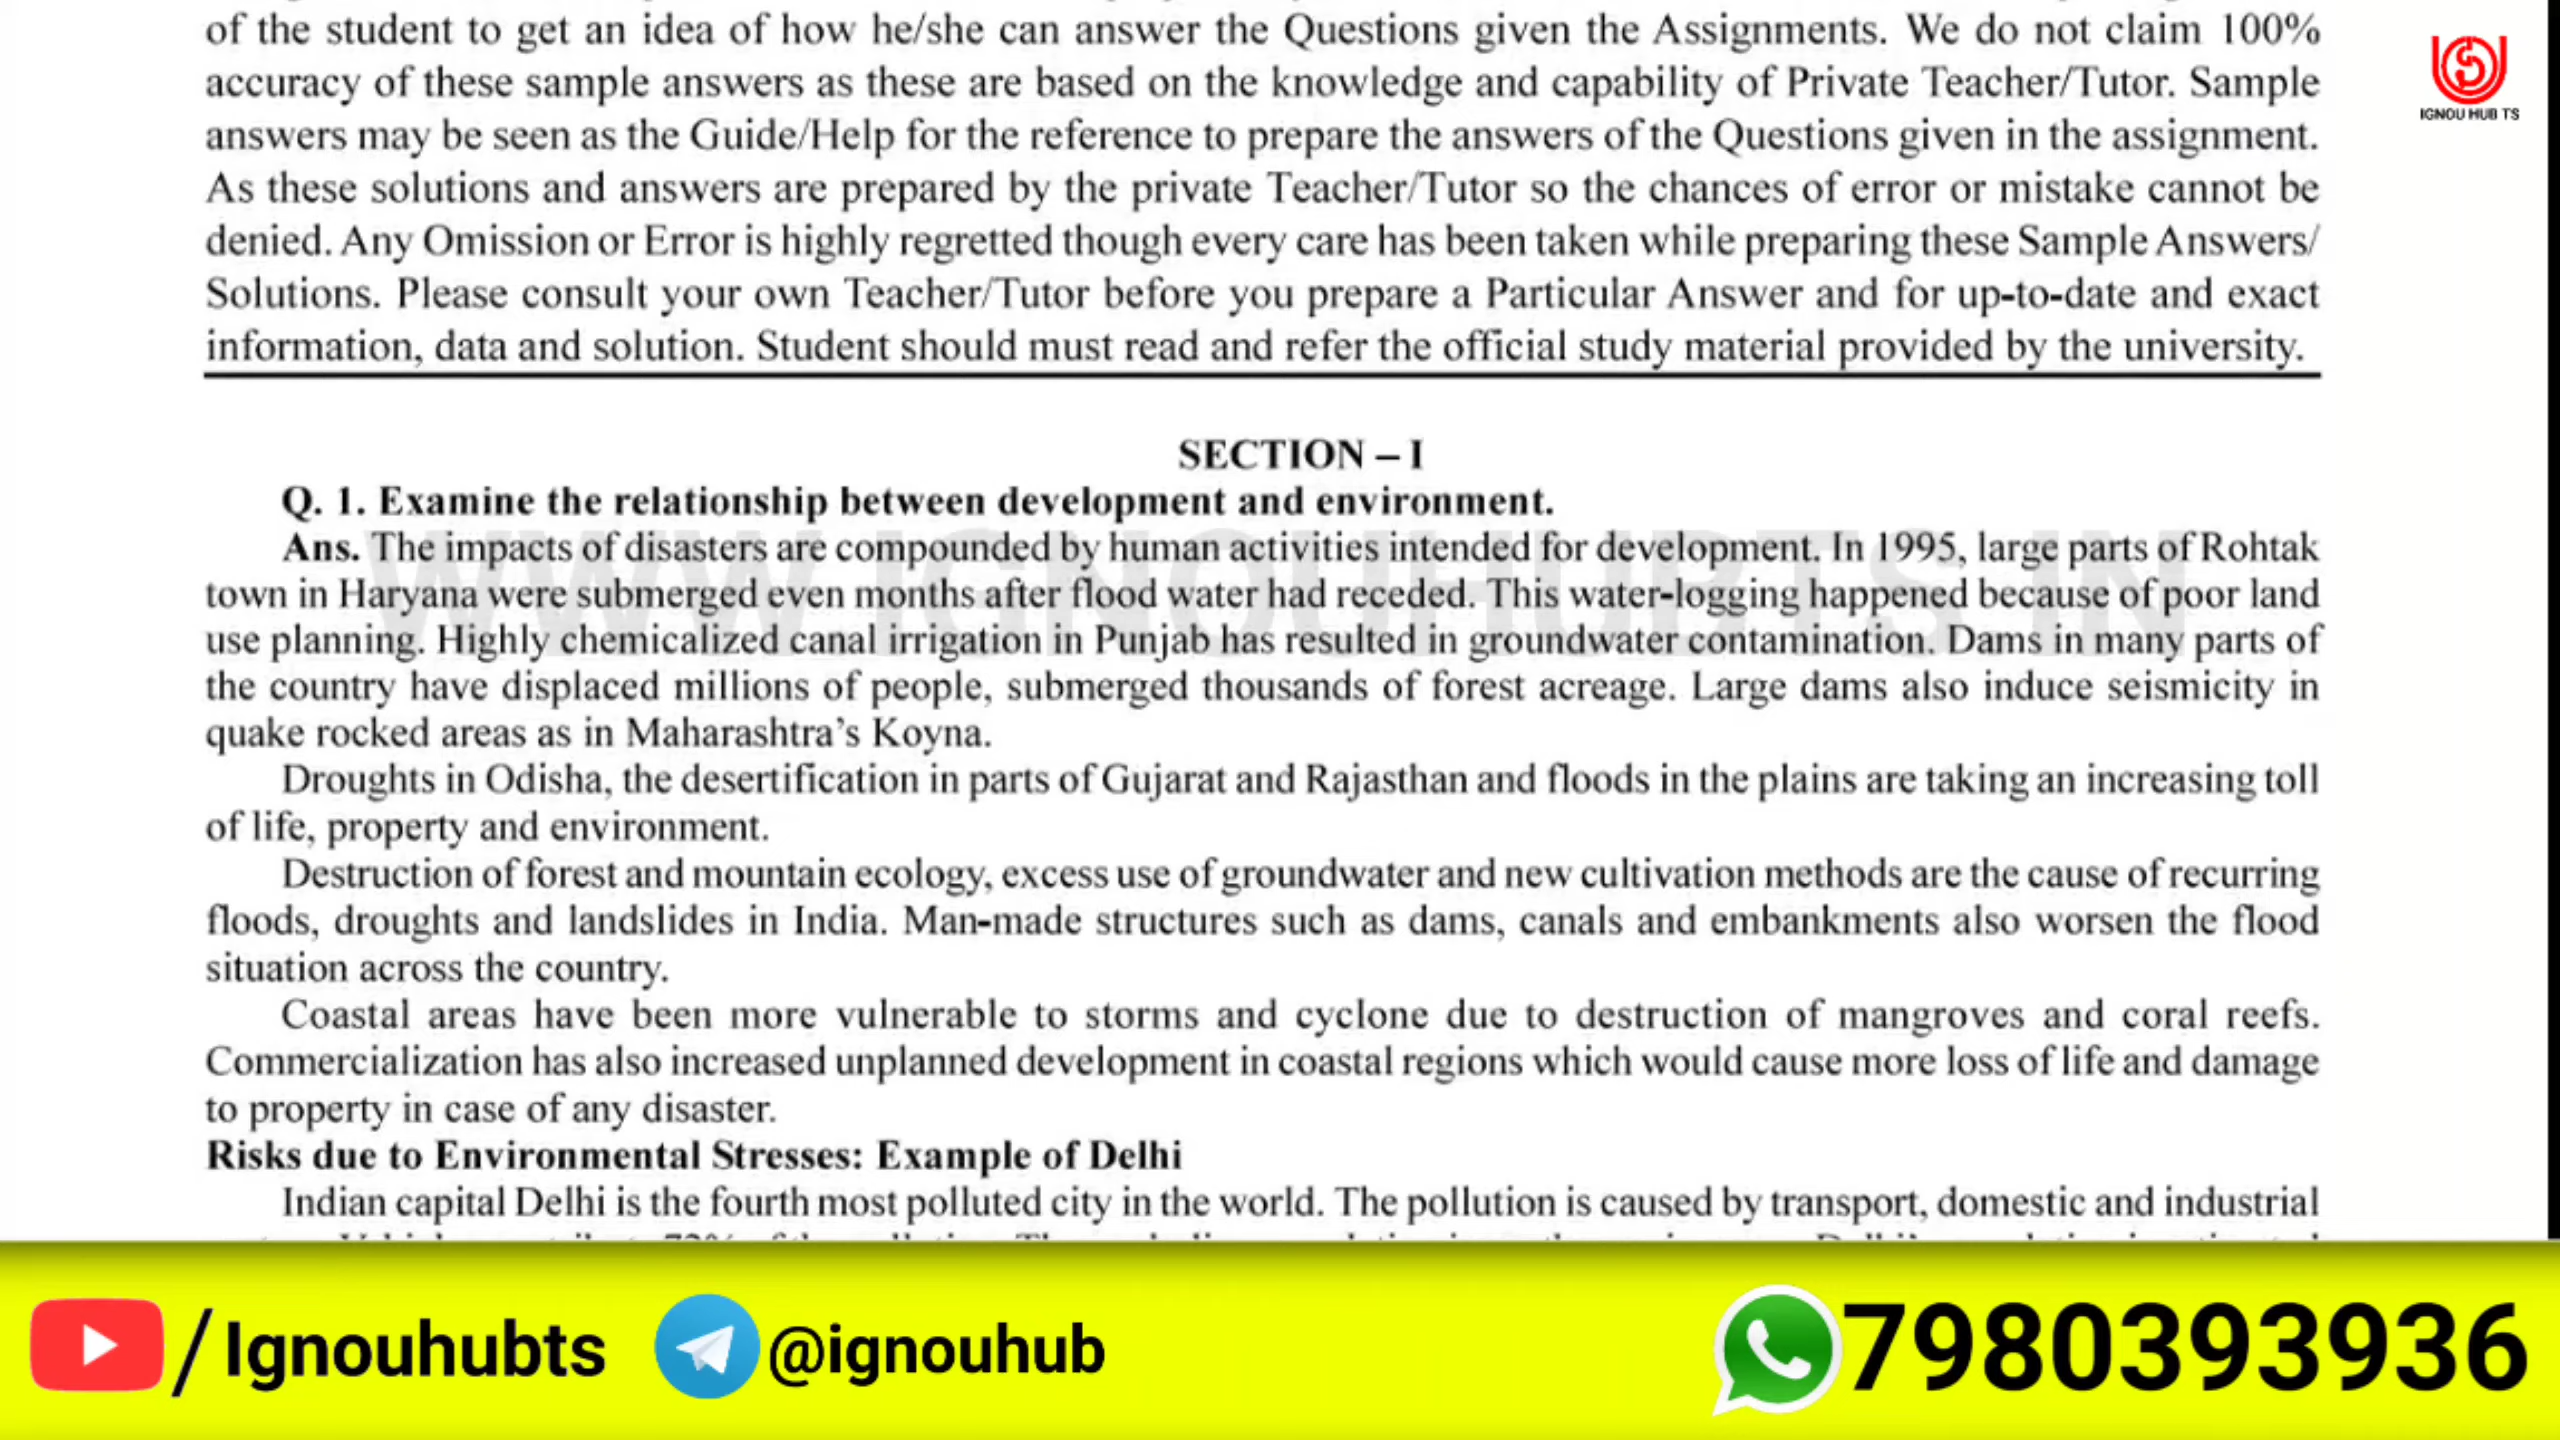 of the student to get an idea of how he/she can answer the Questions given the Assignments. We do not claim 100%
accuracy of these sample answers as these are based on the knowledge and capability of Private Teacher/Tutor. Sample
answers may be seen as the Guide/Help for the reference to prepare the answers of the Questions given in the assignment.
As these solutions and answers are prepared by the private Teacher/Tutor so the chances of error or mistake cannot be
denied. Any Omission or Error is highly regretted though every care has been taken while preparing these Sample Answers/
Solutions. Please consult your own Teacher/Tutor before you prepare a Particular Answer and for up-to-date and exact
information, data and solution. Student should must read and refer the official study material provided by the university.
IGNOU HUB TS
SECTION – I
Q. 1. Examine the relationship between development and environment.
Ans. The impacts of disasters are compounded by human activities intended for development. In 1995, large parts of Rohtak
town in Haryana were submerged even months after flood water had receded. This water-logging happened because of poor land
use planning. Highly chemicalized canal irrigation in Punjab has resulted in groundwater contamination. Dams in many parts of
the country have displaced millions of people, submerged thousands of forest acreage. Large dams also induce seismicity in
quake rocked areas as in Maharashtra's Koyna.
Droughts in Odisha, the desertification in parts of Gujarat and Rajasthan and floods in the plains are taking an increasing toll
of life, property and environment.
Destruction of forest and mountain ecology, excess use of groundwater and new cultivation methods are the cause of recurring
floods, droughts and landslides in India. Man-made structures such as dams, canals and embankments also worsen the flood
situation across the country.
Coastal areas have been more vulnerable to storms and cyclone due to destruction of mangroves and coral reefs.
Commercialization has also increased unplanned development in coastal regions which would cause more loss of life and damage
to property in case of any disaster.
Risks due to Environmental Stresses: Example of Delhi
Indian capital Delhi is the fourth most polluted city in the world. The pollution is caused by transport, domestic and industrial
WWW.IGNOUHUBTS.IN
/Ignouhubts @ignouhub 7980393936